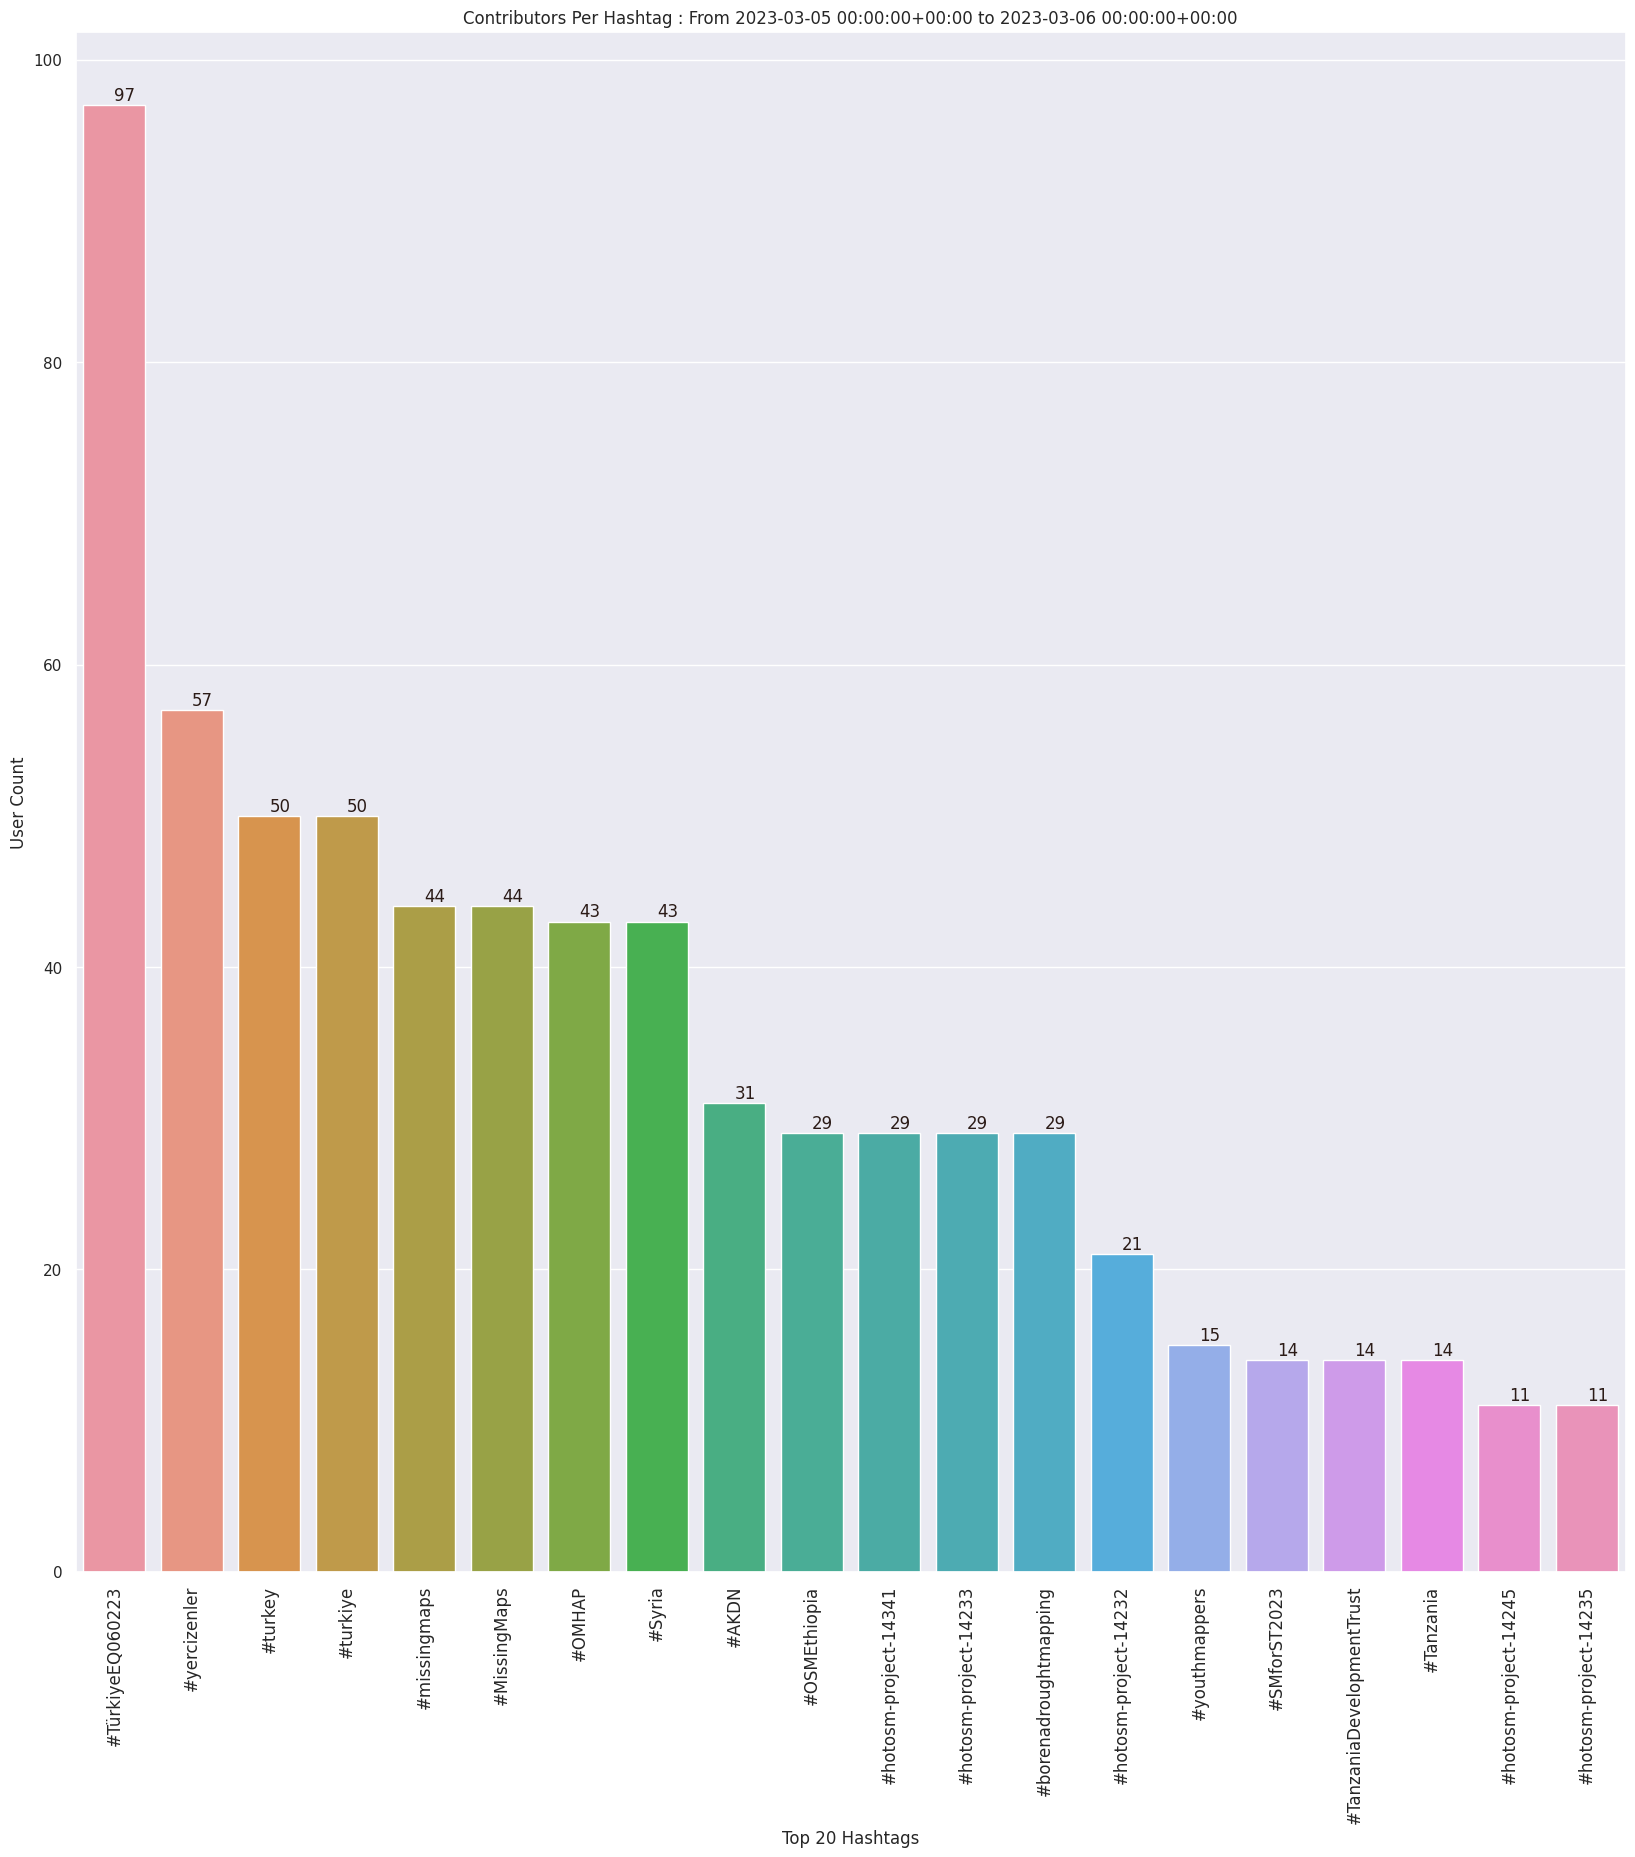 Contributors Per Hashtag : From 2023-03-05 00:00:00+00:00 to 2023-03-06 00:00:00+00:00
100
80
60
40
20
0
User Count
97
57
50
50
44
44
43
43
31
29
29
29
29
21
15
14
14
14
11
11
#TürkiyeEQ060223
#yercizenler
#turkey
#turkiye
#missingmaps
#MissingMaps
#OMHAP
#Syria
#AKDN
#OSMEthiopia
#hotosm-project-14341
#hotosm-project-14233
#borenadroughtmapping
#hotosm-project-14232
#youthmappers
#SMforST2023
#TanzaniaDevelopmentTrust
#Tanzania
#hotosm-project-14245
#hotosm-project-14235
Top 20 Hashtags